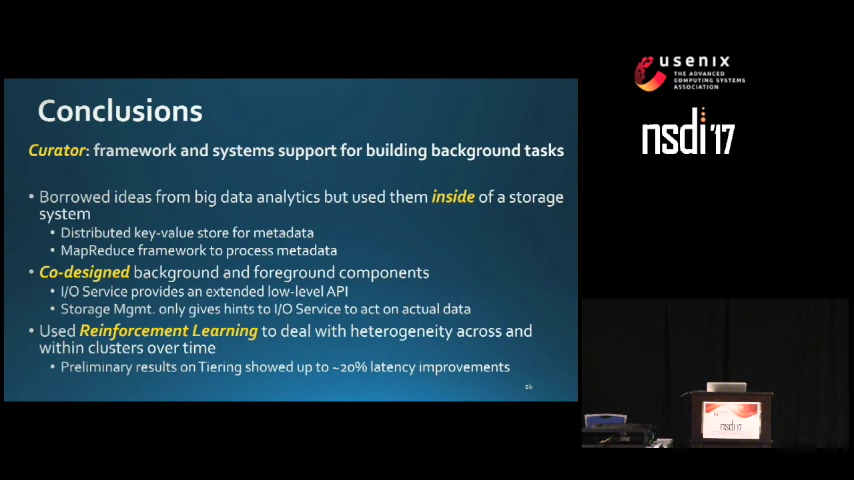 Conclusions
Curator: framework and systems support for building background tasks
• Borrowed ideas from big data analytics but used them inside of a storage
system
• Distributed key-value store for metadata
• MapReduce framework to process metadata
• Co-designed background and foreground components
• I/O Service provides an extended low-level API
• Storage Mgmt. only gives hints to I/O Service to act on actual data
• Used Reinforcement Learning to deal with heterogeneity across and
within clusters over time
• Preliminary results on Tiering showed up to ~20% latency improvements
26
usenix
THE ADVANCED
COMPUTING SYSTEMS
ASSOCIATION
nsdi '17
nsdi 17